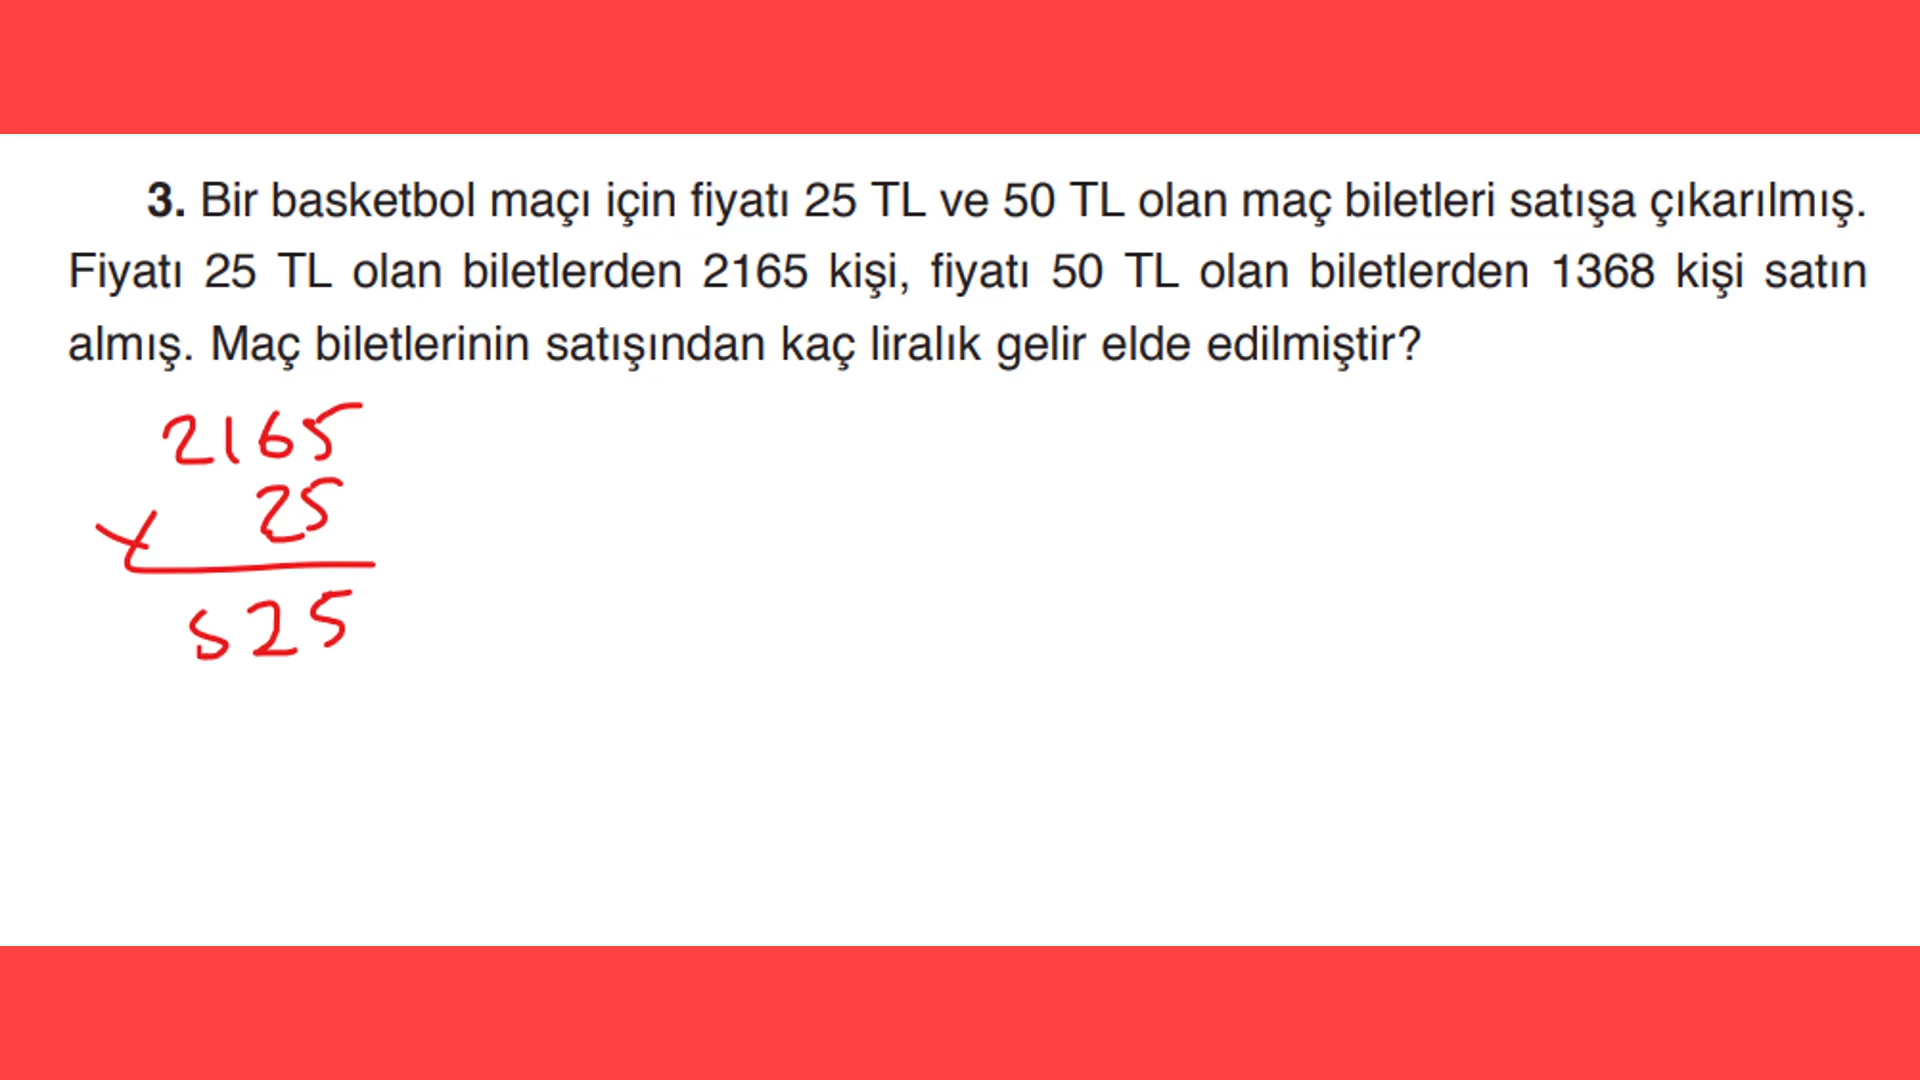 3. Bir basketbol maçı için fiyatı 25 TL ve 50 TL olan maç biletleri satışa çıkarılmış.
Fiyatı 25 TL olan biletlerden 2165 kişi, fiyatı 50 TL olan biletlerden 1368 kişi satın
almış. Maç biletlerinin satışından kaç liralık gelir elde edilmiştir?
2165
25
x
525